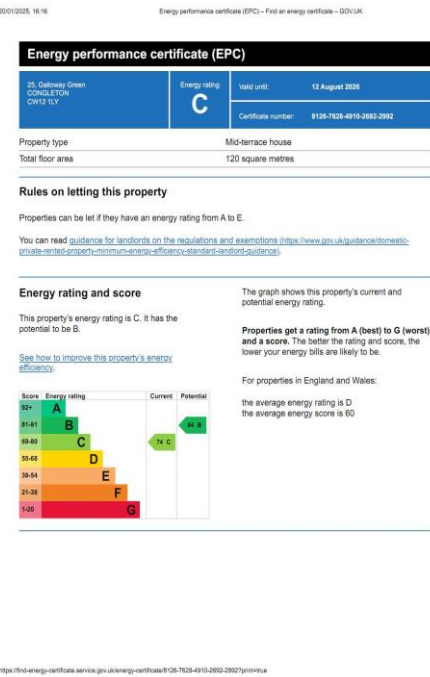 20/01/2025, 16:16 Energy performance certificate (EPC) – Find an energy certificate – GOV.UK
Energy performance certificate (EPC)
25, Galloway Green
CONGLETON
CW12 1LY
Energy rating
C
Valid until: 12 August 2026
Certificate number: 8126-7628-4910-2692-2992
Property type Mid-terrace house
Total floor area 120 square metres
Rules on letting this property
Properties can be let if they have an energy rating from A to E.
You can read guidance for landlords on the regulations and exemptions (https://www.gov.uk/guidance/domestic-
private-rented-property-minimum-energy-efficiency-standard-landlord-guidance).
Energy rating and score
This property's energy rating is C. It has the
potential to be B.
See how to improve this property's energy
efficiency.
Score Energy rating Current Potential
92+ A
81-91 B 84 B
69-80 C 74 C
55-68 D
39-54 E
21-38 F
1-20 G
The graph shows this property's current and
potential energy rating.
Properties get a rating from A (best) to G (worst)
and a score. The better the rating and score, the
lower your energy bills are likely to be.
For properties in England and Wales:
the average energy rating is D
the average energy score is 60
https://find-energy-certificate.service.gov.uk/energy-certificate/8126-7628-4910-2692-2992?print=true